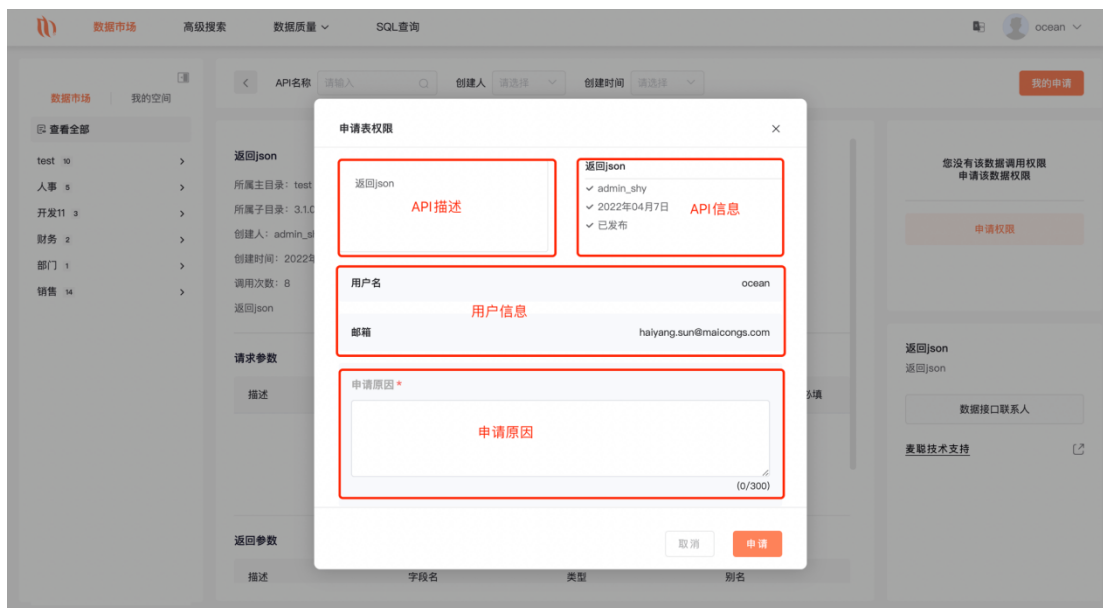 数据市场 高级搜索 数据质量 SQL查询 ocean
数据市场 我的空间
API名称 请输入 创建人 请选择 创建时间 请选择 我的申请
查看全部
test 10
人事 5
开发11 3
财务 2
部门 1
销售 14
返回json
所属主目录：test
所属子目录：3.1.0
创建人：admin_sh
创建时间：2022年
调用次数：8
返回json
请求参数
描述 必填
返回参数
描述 字段名 类型 别名
申请表权限
返回json
API描述
返回json
admin_shy
2022年04月7日
已发布
API信息
用户名 ocean
用户信息
邮箱 haiyang.sun@maicongs.com
申请原因 *
申请原因
(0/300)
取消 申请
您没有该数据调用权限
申请该数据权限
申请权限
返回json
返回json
数据接口联系人
麦聪技术支持